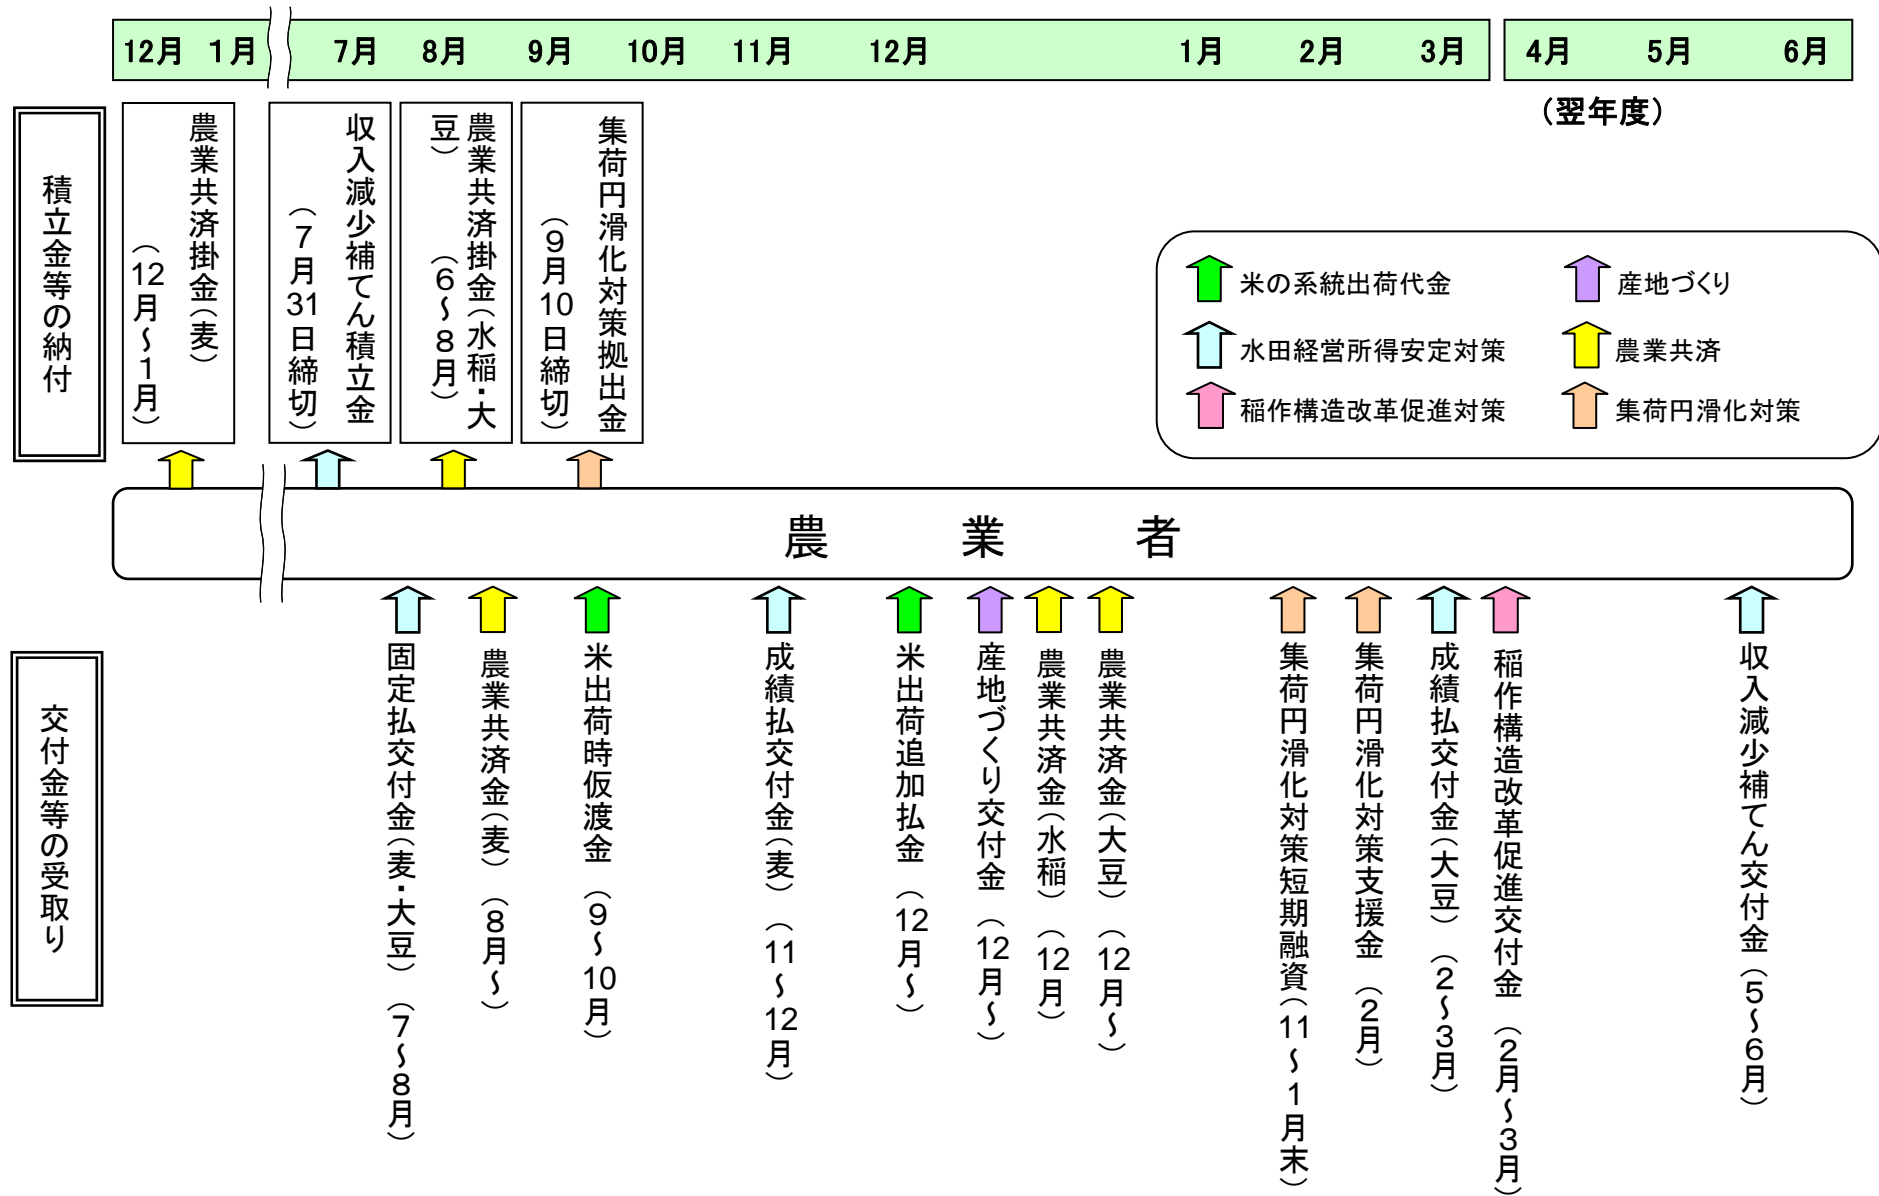 12月 1月 7月 8月 9月 10月 11月 12月 1月 2月 3月 4月 5月 6月
（翌年度）
積立金等の納付
農業共済掛金（麦）
（12月～1月）
収入減少補てん積立金
（7月31日締切）
農業共済掛金（水稲・大
豆） （6～8月）
集荷円滑化対策拠出金
（9月10日締切）
米の系統出荷代金
産地づくり
水田経営所得安定対策
農業共済
稲作構造改革促進対策
集荷円滑化対策
農業者
交付金等の受取り
固定払交付金（麦・大豆）（7～8月）
農業共済金（麦）（8月～）
米出荷時仮渡金（9～10月）
成績払交付金（麦）（11～12月）
米出荷追加払金（12月～）
産地づくり交付金（12月～）
農業共済金（水稲）（12月）
農業共済金（大豆）（12月～）
集荷円滑化対策短期融資（11～1月末）
集荷円滑化対策支援金（2月）
成績払交付金（大豆）（2～3月）
稲作構造改革促進交付金（2月～3月）
収入減少補てん交付金（5～6月）